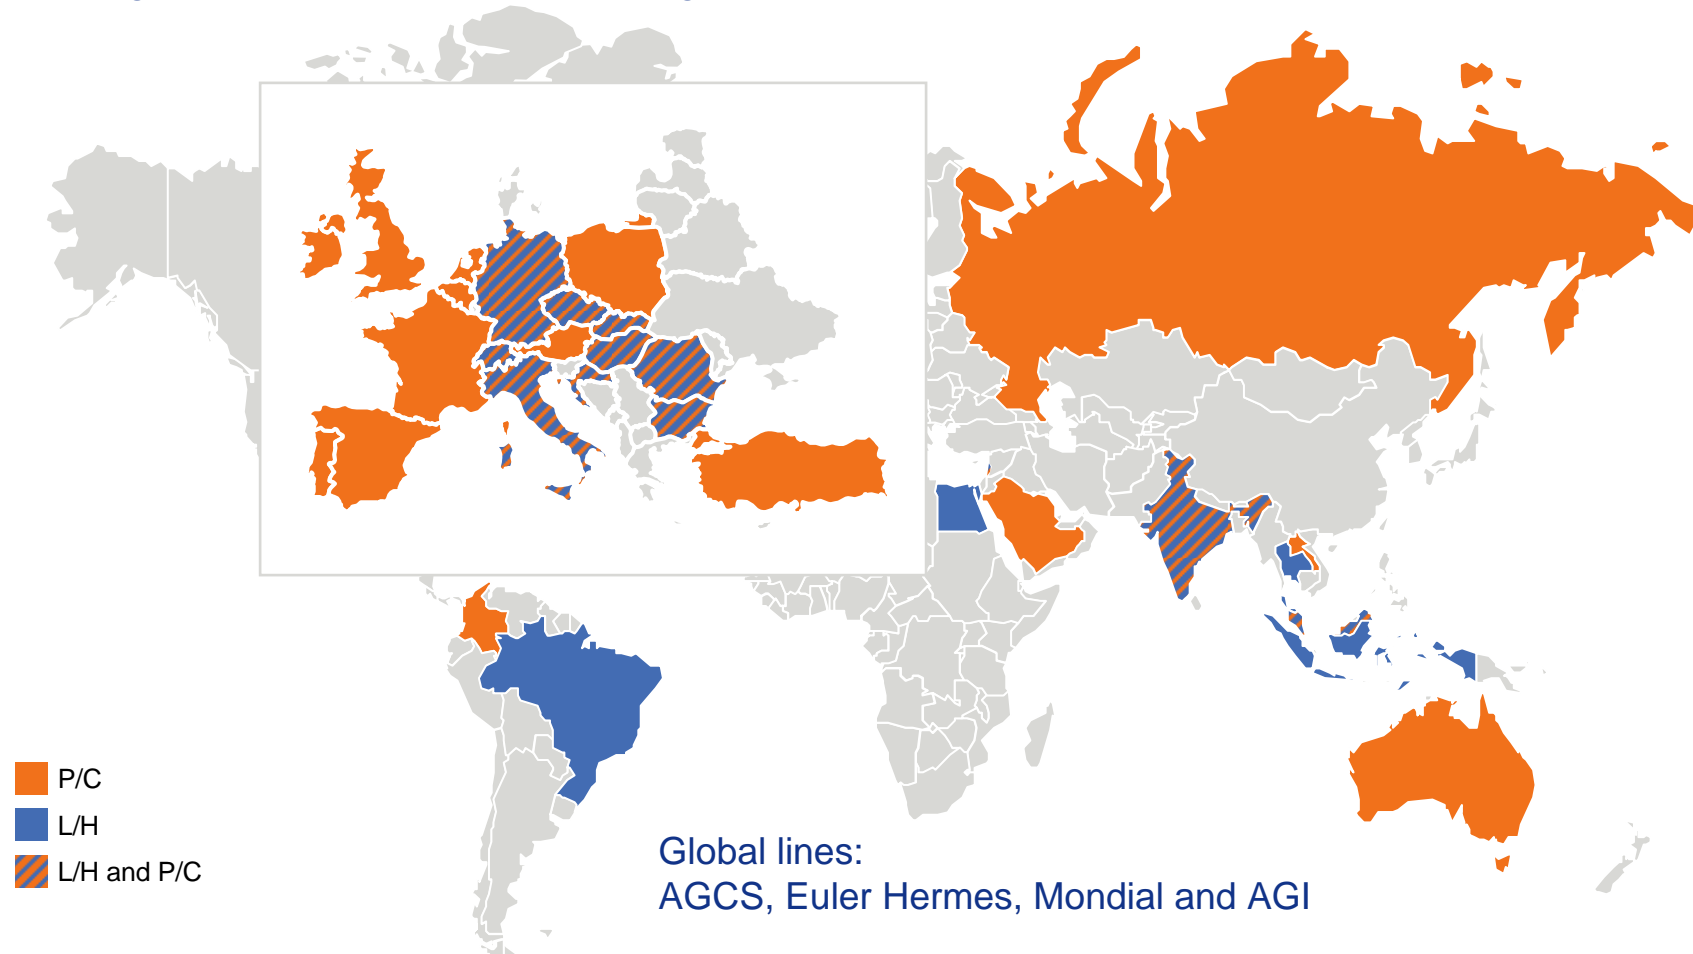 P/C
L/H
L/H and P/C
Global lines:
AGCS, Euler Hermes, Mondial and AGI